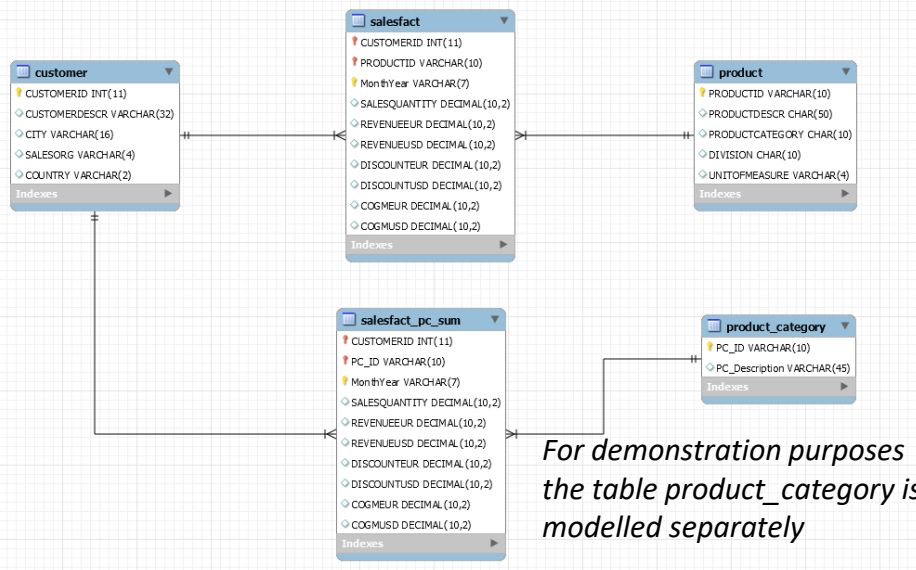 salesfact
CUSTOMERID INT(11)
PRODUCTID VARCHAR(10)
MonthYear VARCHAR(7)
SALESQUANTITY DECIMAL(10,2)
REVENUEEUR DECIMAL(10,2)
REVENUEUSD DECIMAL(10,2)
DISCOUNTEUR DECIMAL(10,2)
DISCOUNTUSD DECIMAL(10,2)
COGMEUR DECIMAL(10,2)
COGMUSD DECIMAL(10,2)
Indexes
customer
CUSTOMERID INT(11)
CUSTOMERDESCR VARCHAR(32)
CITY VARCHAR(16)
SALESORG VARCHAR(4)
COUNTRY VARCHAR(2)
Indexes
product
PRODUCTID VARCHAR(10)
PRODUCTDESCR CHAR(50)
PRODUCTCATEGORY CHAR(10)
DIVISION CHAR(10)
UNITOFMEASURE VARCHAR(4)
Indexes
salesfact_pc_sum
CUSTOMERID INT(11)
PC_ID VARCHAR(10)
MonthYear VARCHAR(7)
SALESQUANTITY DECIMAL(10,2)
REVENUEEUR DECIMAL(10,2)
REVENUEUSD DECIMAL(10,2)
DISCOUNTEUR DECIMAL(10,2)
DISCOUNTUSD DECIMAL(10,2)
COGMEUR DECIMAL(10,2)
COGMUSD DECIMAL(10,2)
Indexes
product_category
PC_ID VARCHAR(10)
PC_Description VARCHAR(45)
Indexes
For demonstration purposes
the table product_category is
modelled separately